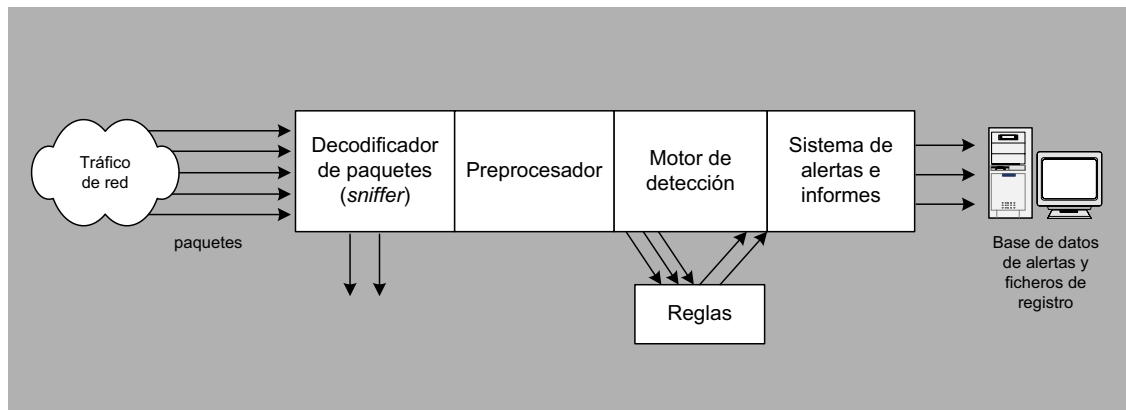 Tráfico
de red
paquetes
Decodificador
de paquetes
(sniffer)
Preprocesador
Motor de
detección
Sistema de
alertas e
informes
Reglas
Base de datos
de alertas y
ficheros de
registro